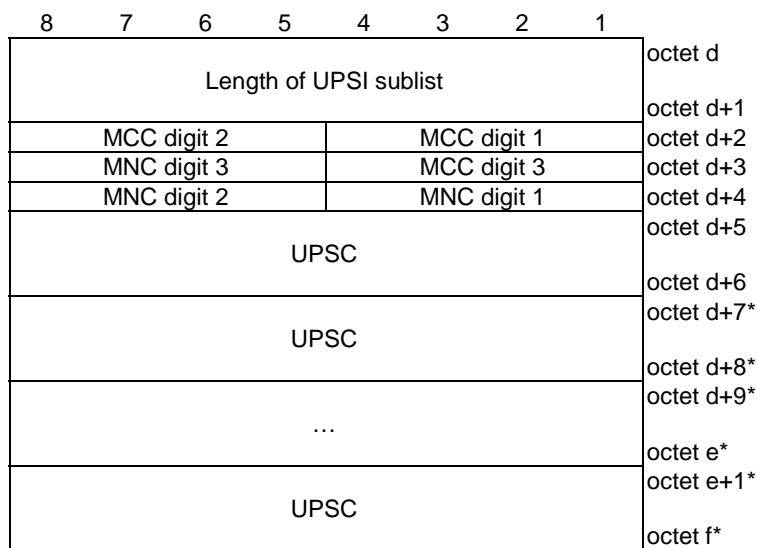 8 7 6 5 4 3 2 1
octet d
Length of UPSI sublist
octet d+1
MCC digit 2 MCC digit 1 octet d+2
MNC digit 3 MCC digit 3 octet d+3
MNC digit 2 MNC digit 1 octet d+4
octet d+5
UPSC
octet d+6
octet d+7*
UPSC
octet d+8*
octet d+9*
…
octet e*
octet e+1*
UPSC
octet f*